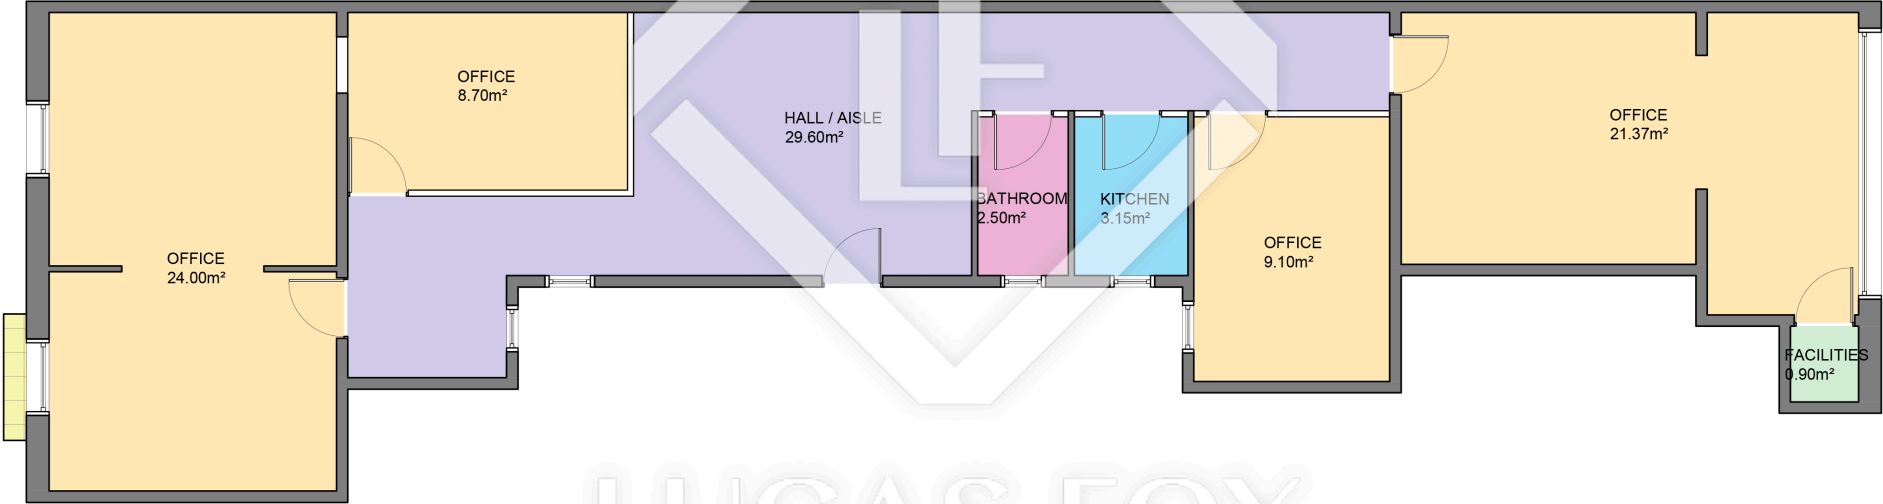 OFFICE
8.70m²
HALL / AISLE
29.60m²
OFFICE
21.37m²
BATHROOM
2.50m²
KITCHEN
3.15m²
OFFICE
9.10m²
OFFICE
24.00m²
FACILITIES
0.90m²
LF
LUCAS FOX